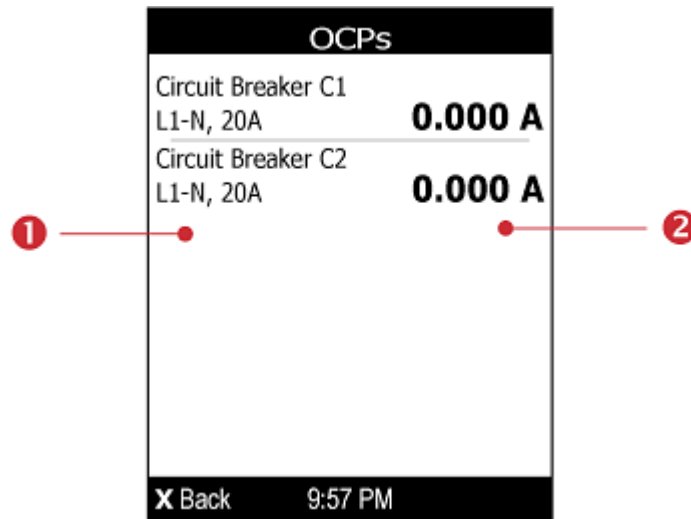 OCPs
Circuit Breaker C1
L1-N, 20A 0.000 A
Circuit Breaker C2
L1-N, 20A 0.000 A
1 2
X Back 9:57 PM